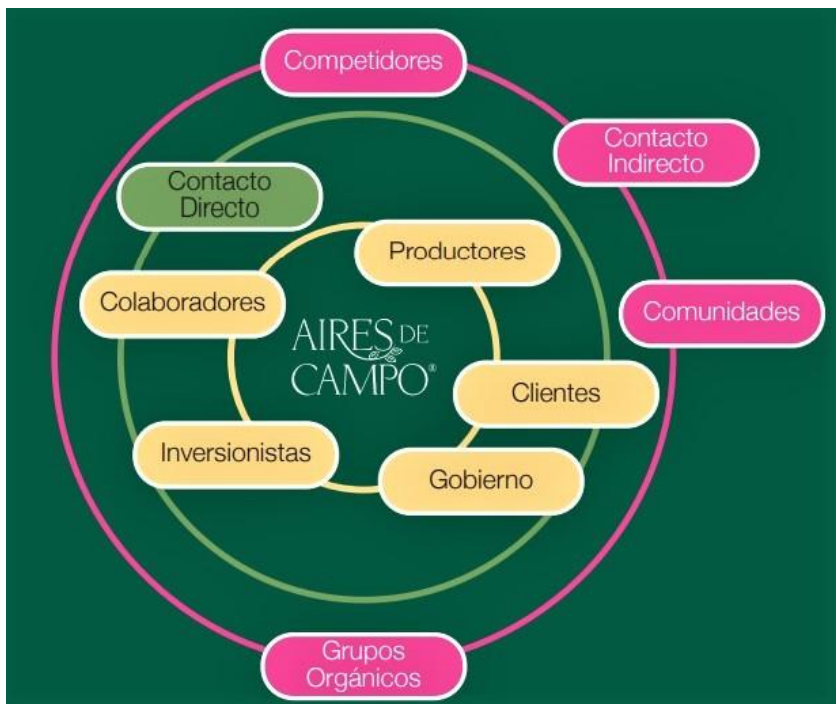 Competidores
Contacto
Indirecto
Contacto
Directo
Productores
Colaboradores
Comunidades
AIRES DE
CAMPO®
Clientes
Inversionistas
Gobierno
Grupos
Orgánicos